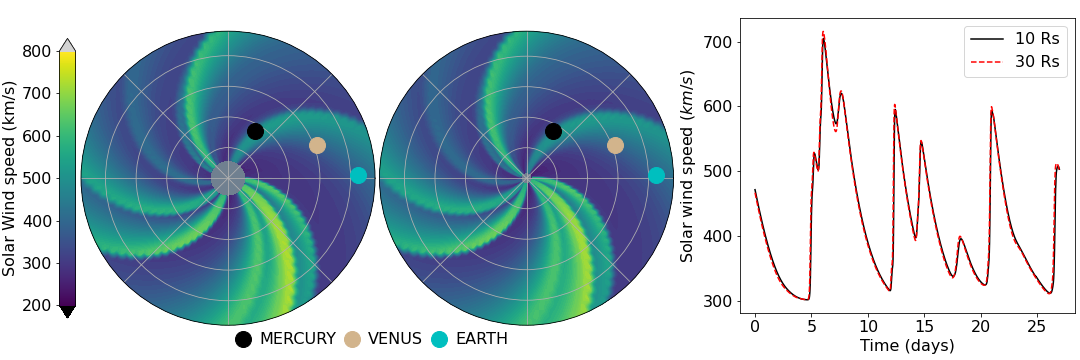 Solar Wind speed (km/s)
800
700
600
500
400
300
200
MERCURY
VENUS
EARTH
Solar wind speed (km/s)
700
600
500
400
300
10 Rs
30 Rs
0 5 10 15 20 25
Time (days)